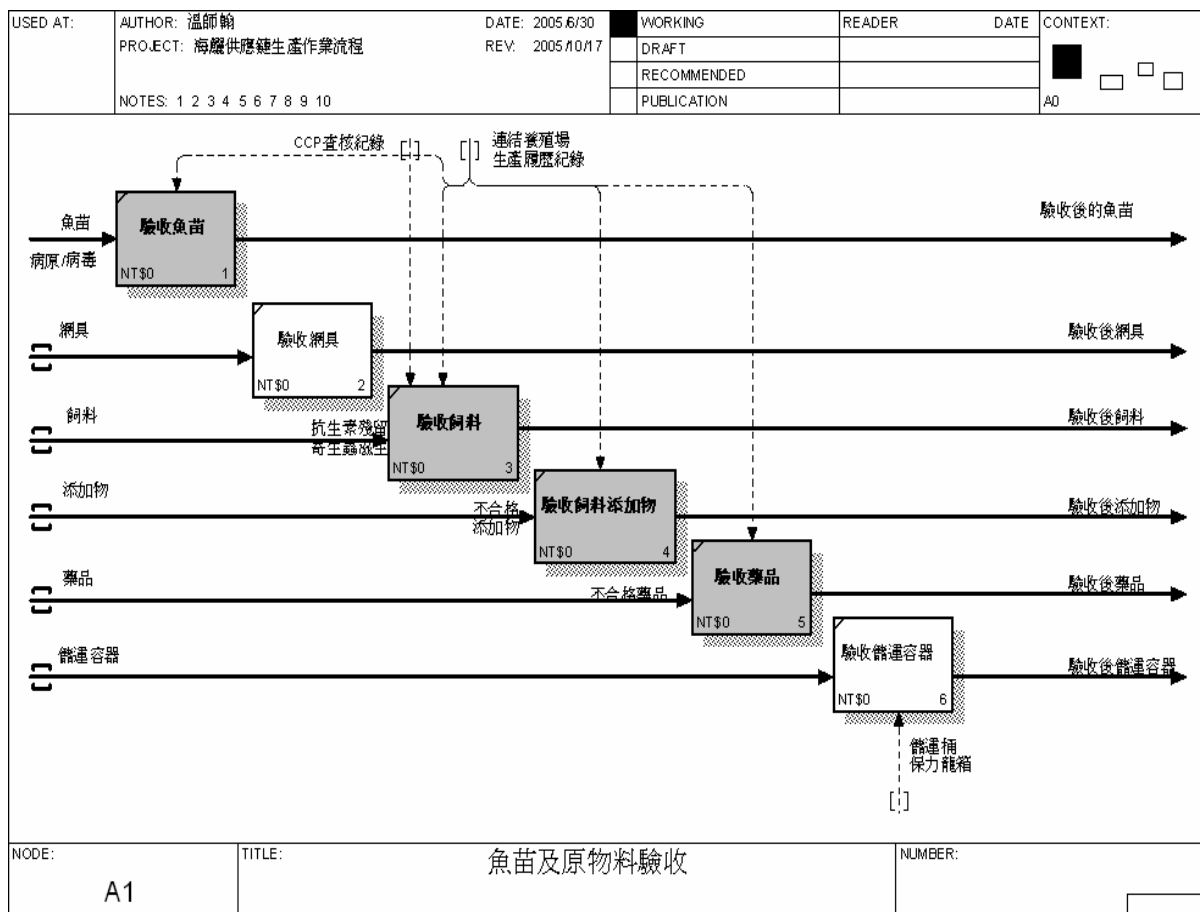 USED AT:
AUTHOR: 溫師翰
DATE: 2005/6/30
WORKING
READER
DATE
CONTEXT:
PROJECT: 海鱺供應鏈生產作業流程
REV: 2005/10/17
DRAFT
RECOMMENDED
NOTES: 1 2 3 4 5 6 7 8 9 10
PUBLICATION
A0
CCP查核紀錄
連結養殖場
生產履歷紀錄
魚苗
病原/病毒
驗收魚苗
NT$0 1
驗收後的魚苗
網具
驗收網具
NT$0 2
驗收後網具
飼料
抗生素殘留
寄生蟲滋生
驗收飼料
NT$0 3
驗收後飼料
添加物
不合格
添加物
驗收飼料添加物
NT$0 4
驗收後添加物
藥品
不合格藥品
驗收藥品
NT$0 5
驗收後藥品
儲運容器
驗收儲運容器
NT$0 6
驗收後儲運容器
儲運桶
保力龍箱
NODE:
A1
TITLE:
魚苗及原物料驗收
NUMBER: